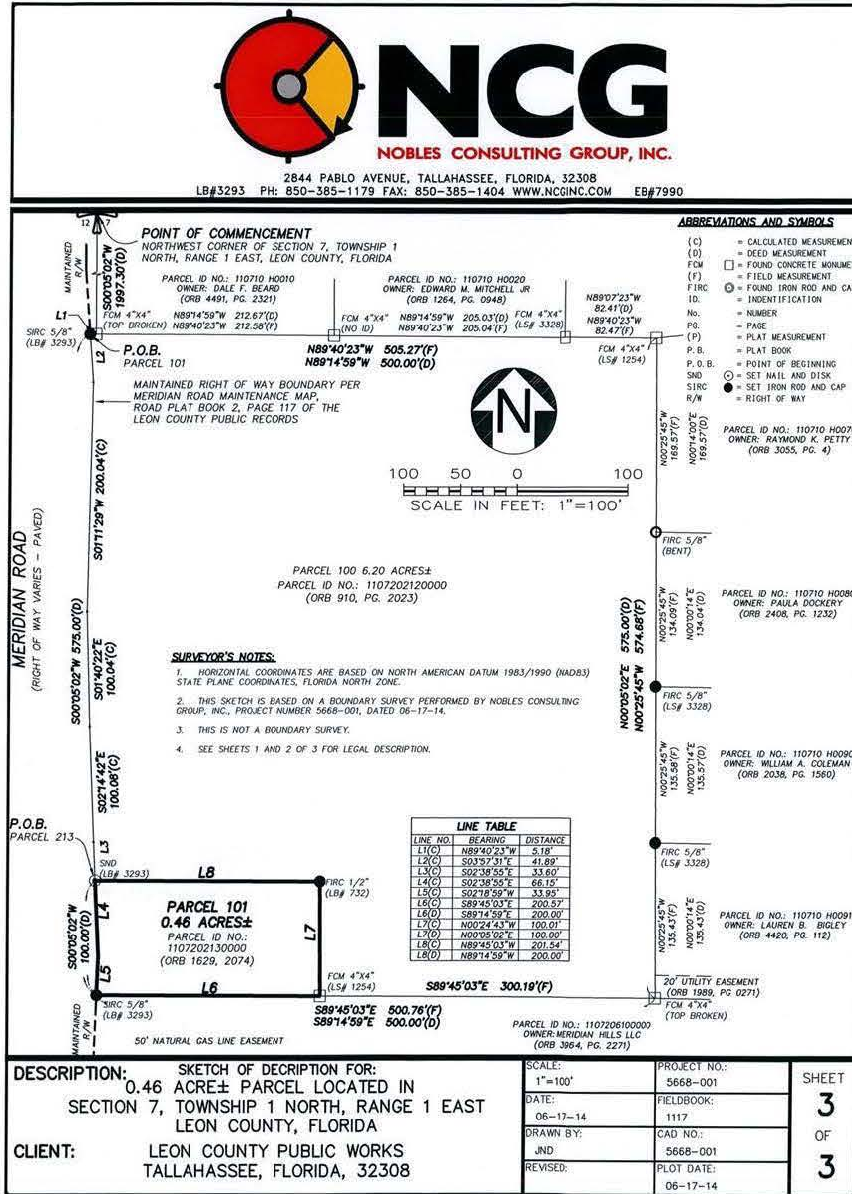 NCG
NOBLES CONSULTING GROUP, INC.
2844 PABLO AVENUE, TALLAHASSEE, FLORIDA, 32308
LB#3293 PH: 850-385-1179 FAX: 850-385-1404 WWW.NCGINC.COM EB#7990
12 7
POINT OF COMMENCEMENT
NORTHWEST CORNER OF SECTION 7, TOWNSHIP 1
NORTH, RANGE 1 EAST, LEON COUNTY, FLORIDA
MAINTAINED
R/W
S00°05'02"W
1997.30'(D)
PARCEL ID NO.: 110710 H0010
OWNER: DALE F. BEARD
(ORB 4491, PG. 2321)
PARCEL ID NO.: 110710 H0020
OWNER: EDWARD M. MITCHELL JR
(ORB 1264, PG. 0948)
L1
FCM 4"X4"
(TOP BROKEN)
N89°14'59"W 212.67'(D)
N89°40'23"W 212.58'(F)
FCM 4"X4"
(NO ID)
N89°14'59"W 205.03'(D)
N89°40'23"W 205.04'(F)
FCM 4"X4"
(LS# 3328)
N89°07'23"W
82.41'(D)
N89°40'23"W
82.47'(F)
FCM 4"X4"
(LS# 1254)
SIRC 5/8"
(LB# 3293)
L2
P.O.B.
PARCEL 101
N89°40'23"W 505.27'(F)
N89°14'59"W 500.00'(D)
MAINTAINED RIGHT OF WAY BOUNDARY PER
MERIDIAN ROAD MAINTENANCE MAP,
ROAD PLAT BOOK 2, PAGE 117 OF THE
LEON COUNTY PUBLIC RECORDS
N
100 50 0 100
SCALE IN FEET: 1"=100'
ABBREVIATIONS AND SYMBOLS
(C) = CALCULATED MEASUREMEN
(D) = DEED MEASUREMENT
FCM = FOUND CONCRETE MONUME
(F) = FIELD MEASUREMENT
FIRC = FOUND IRON ROD AND CA
ID. = INDENTIFICATION
No. = NUMBER
PG. - PAGE
(P) = PLAT MEASUREMENT
P.B. = PLAT BOOK
P.O.B. = POINT OF BEGINNING
SND = SET NAIL AND DISK
SIRC = SET IRON ROD AND CAP
R/W = RIGHT OF WAY
N00°25'45"W
169.57'(F)
N00°14'00"E
169.57'(D)
PARCEL ID NO.: 110710 H007
OWNER: RAYMOND K. PETTY
(ORB 3055, PG. 4)
FIRC 5/8"
(BENT)
MERIDIAN ROAD
(RIGHT OF WAY VARIES - PAVED)
S01°11'29"W 200.04'(C)
S00°05'02"W 575.00'(D)
S01°40'22"E
100.04'(C)
S02°14'42"E
100.08'(C)
PARCEL 100 6.20 ACRES±
PARCEL ID NO.: 1107202120000
(ORB 910, PG. 2023)
N00°05'02"E 575.00'(D)
N00°25'45"W 574.68'(F)
N00°25'45"W
134.09'(F)
N00°00'14"E
134.04'(D)
PARCEL ID NO.: 110710 H0080
OWNER: PAULA DOCKERY
(ORB 2408, PG. 1232)
SURVEYOR'S NOTES:
1. HORIZONTAL COORDINATES ARE BASED ON NORTH AMERICAN DATUM 1983/1990 (NAD83)
STATE PLANE COORDINATES, FLORIDA NORTH ZONE.
2. THIS SKETCH IS BASED ON A BOUNDARY SURVEY PERFORMED BY NOBLES CONSULTING
GROUP, INC., PROJECT NUMBER 5668-001, DATED 06-17-14.
3. THIS IS NOT A BOUNDARY SURVEY.
4. SEE SHEETS 1 AND 2 OF 3 FOR LEGAL DESCRIPTION.
FIRC 5/8"
(LS# 3328)
N00°25'45"W
135.58'(F)
N00°00'14"E
135.57'(D)
PARCEL ID NO.: 110710 H0090
OWNER: WILLIAM A. COLEMAN
(ORB 2038, PG. 1560)
FIRC 5/8"
(LS# 3328)
P.O.B.
PARCEL 213
L3
SND
(LB# 3293)
L8
FIRC 1/2"
(LB# 732)
S00°05'02"W
100.00'(D)
L4
L5
L7
L6
PARCEL 101
0.46 ACRES±
PARCEL ID NO.:
1107202130000
(ORB 1629, 2074)
LINE TABLE
LINE NO. BEARING DISTANCE
L1(C) N89°40'23"W 5.18'
L2(C) S03°57'31"E 41.89'
L3(C) S02°38'55"E 33.60'
L4(C) S02°38'55"E 66.15'
L5(C) S02°18'59"W 33.95'
L6(C) S89°45'03"E 200.57'
L6(D) S89°14'59"E 200.00'
L7(C) N00°24'43"W 100.01'
L7(D) N00°05'02"E 100.00'
L8(C) N89°45'03"W 201.54'
L8(D) N89°14'59"W 200.00'
N00°25'45"W
135.43'(F)
N00°00'14"E
135.43'(D)
PARCEL ID NO.: 110710 H0091
OWNER: LAUREN B. BIGLEY
(ORB 4420, PG. 112)
SIRC 5/8"
(LB# 3293)
FCM 4"X4"
(LS# 1254)
S89°45'03"E 300.19'(F)
20' UTILITY EASEMENT
(ORB 1989, PG 0271)
FCM 4"X4"
(TOP BROKEN)
S89°45'03"E 500.76'(F)
S89°14'59"E 500.00'(D)
MAINTAINED
R/W
50' NATURAL GAS LINE EASEMENT
PARCEL ID NO.: 1107206100000
OWNER: MERIDIAN HILLS LLC
(ORB 3964, PG. 2271)
DESCRIPTION: SKETCH OF DECRIPTION FOR:
0.46 ACRE± PARCEL LOCATED IN
SECTION 7, TOWNSHIP 1 NORTH, RANGE 1 EAST
LEON COUNTY, FLORIDA
CLIENT: LEON COUNTY PUBLIC WORKS
TALLAHASSEE, FLORIDA, 32308
SCALE:
1"=100'
PROJECT NO.:
5668-001
DATE:
06-17-14
FIELDBOOK:
1117
DRAWN BY:
JND
CAD NO.:
5668-001
REVISED:
PLOT DATE:
06-17-14
SHEET
3
OF
3